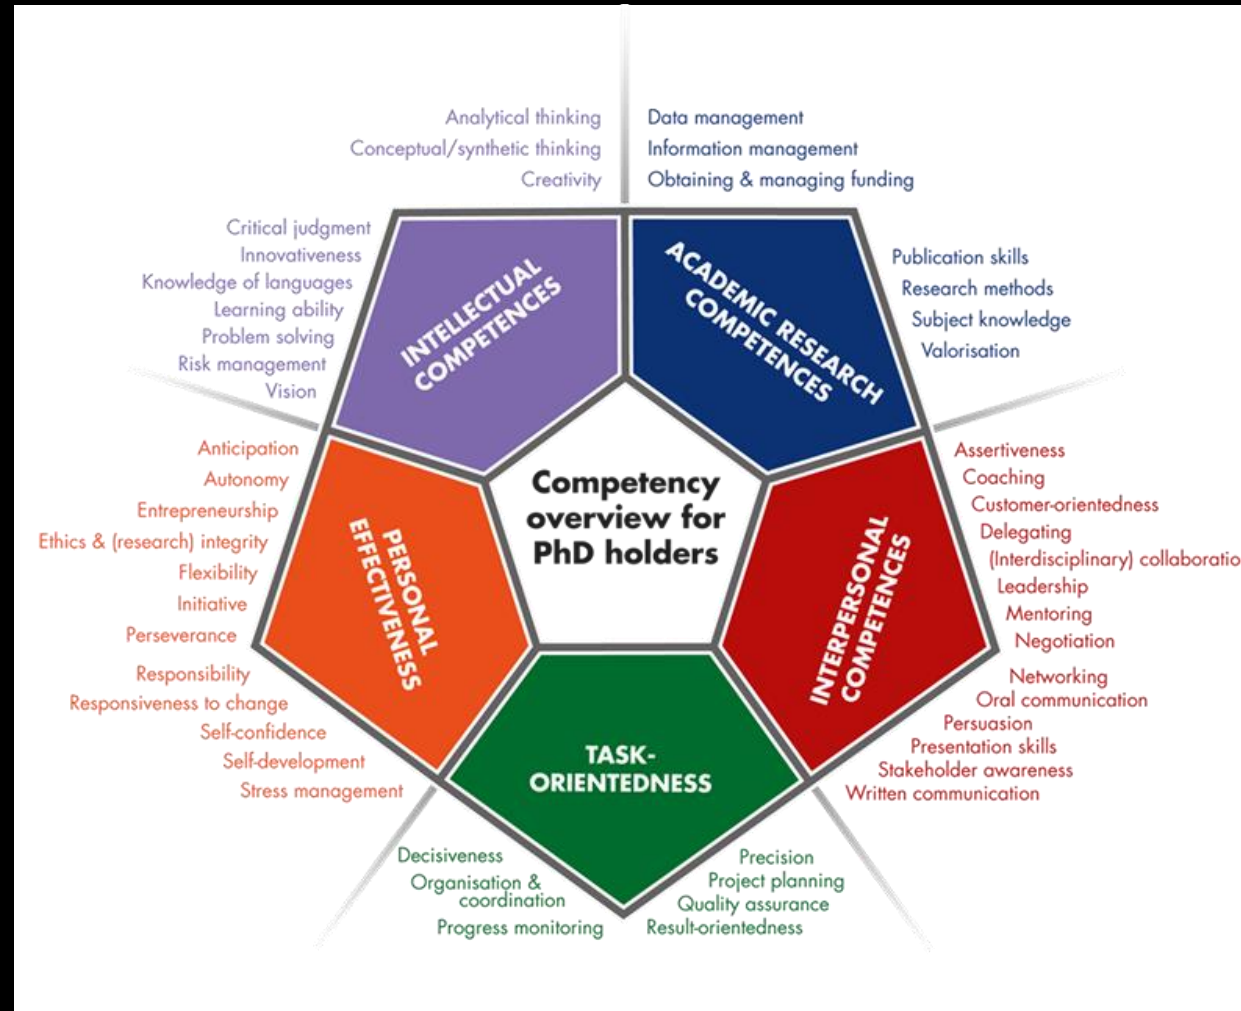 Analytical thinking
Conceptual/synthetic thinking
Creativity
Critical judgment
Innovativeness
Knowledge of languages
Learning ability
Problem solving
Risk management
Vision
INTELLECTUAL
COMPETENCES
Data management
Information management
Obtaining & managing funding
Publication skills
Research methods
Subject knowledge
Valorisation
ACADEMIC RESEARCH
COMPETENCES
Competency
overview for
PhD holders
Anticipation
Autonomy
Entrepreneurship
Ethics & (research) integrity
Flexibility
Initiative
Perseverance
Responsibility
Responsiveness to change
Self-confidence
Self-development
Stress management
PERSONAL
EFFECTIVENESS
Assertiveness
Coaching
Customer-orientedness
Delegating
(Interdisciplinary) collaboratio
Leadership
Mentoring
Negotiation
Networking
Oral communication
Persuasion
Presentation skills
Stakeholder awareness
Written communication
INTERPERSONAL
COMPETENCES
TASK-
ORIENTEDNESS
Decisiveness
Organisation &
coordination
Progress monitoring
Precision
Project planning
Quality assurance
Result-orientedness